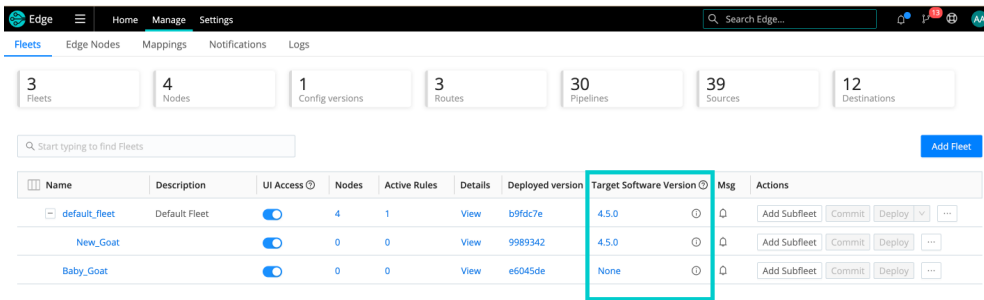 Edge Home Manage Settings Search Edge... 13 AA
Fleets Edge Nodes Mappings Notifications Logs
3 4 1 3 30 39 12
Fleets Nodes Config versions Routes Pipelines Sources Destinations
Start typing to find Fleets Add Fleet
Name Description UI Access Nodes Active Rules Details Deployed version Target Software Version Msg Actions
default_fleet Default Fleet 4 1 View b9fdc7e 4.5.0 Add Subfleet Commit Deploy ...
New_Goat 0 0 View 9989342 4.5.0 Add Subfleet Commit Deploy ...
Baby_Goat 0 0 View e6045de None Add Subfleet Commit Deploy ...